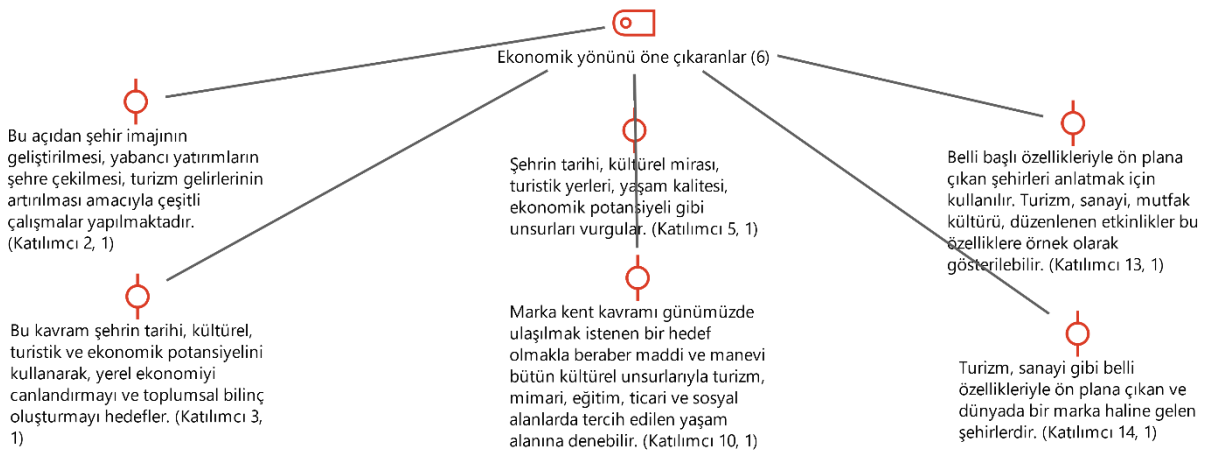 Ekonomik yönünü öne çıkaranlar (6)
Bu açıdan şehir imajının
geliştirilmesi, yabancı yatırımların
şehre çekilmesi, turizm gelirlerinin
artırılması amacıyla çeşitli
çalışmalar yapılmaktadır.
(Katılımcı 2, 1)
Şehrin tarihi, kültürel mirası,
turistik yerleri, yaşam kalitesi,
ekonomik potansiyeli gibi
unsurları vurgular. (Katılımcı 5, 1)
Belli başlı özellikleriyle ön plana
çıkan şehirleri anlatmak için
kullanılır. Turizm, sanayi, mutfak
kültürü, düzenlenen etkinlikler bu
özelliklere örnek olarak
gösterilebilir. (Katılımcı 13, 1)
Bu kavram şehrin tarihi, kültürel,
turistik ve ekonomik potansiyelini
kullanarak, yerel ekonomiyi
canlandırmayı ve toplumsal bilinç
oluşturmayı hedefler. (Katılımcı 3,
1)
Marka kent kavramı günümüzde
ulaşılmak istenen bir hedef
olmakla beraber maddi ve manevi
bütün kültürel unsurlarıyla turizm,
mimari, eğitim, ticari ve sosyal
alanlarda tercih edilen yaşam
alanına denebilir. (Katılımcı 10, 1)
Turizm, sanayi gibi belli
özellikleriyle ön plana çıkan ve
dünyada bir marka haline gelen
şehirlerdir. (Katılımcı 14, 1)